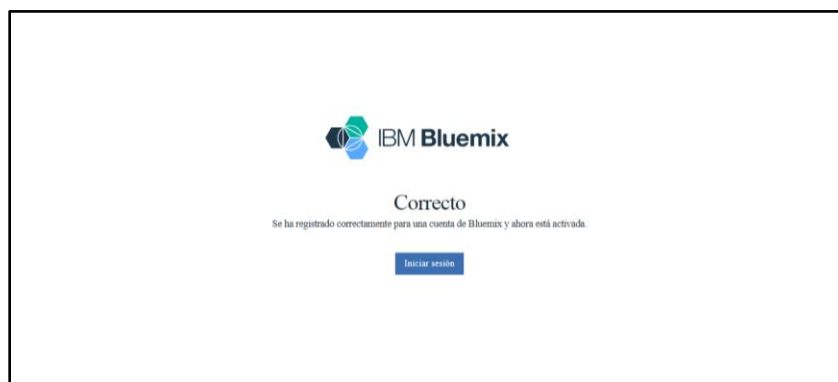 IBM Bluemix
Correcto
Se ha registrado correctamente para una cuenta de Bluemix y ahora está activada.
Iniciar sesión